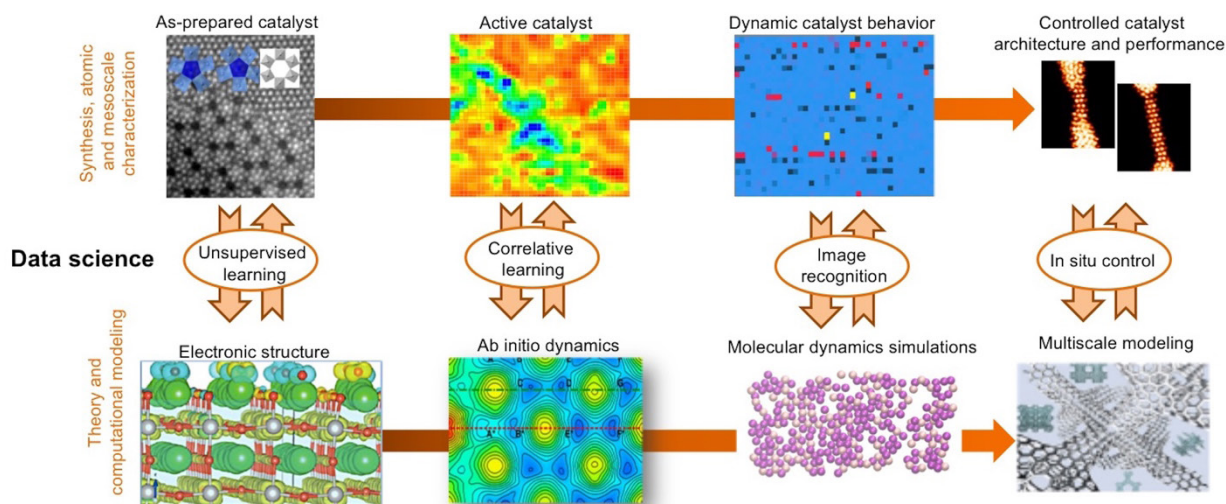 As-prepared catalyst
Active catalyst
Dynamic catalyst behavior
Controlled catalyst
architecture and performance
Synthesis, atomic
and mesoscale
characterization
Data science
Unsupervised
learning
Correlative
learning
Image
recognition
In situ control
Theory and
computational modeling
Electronic structure
Ab initio dynamics
Molecular dynamics simulations
Multiscale modeling